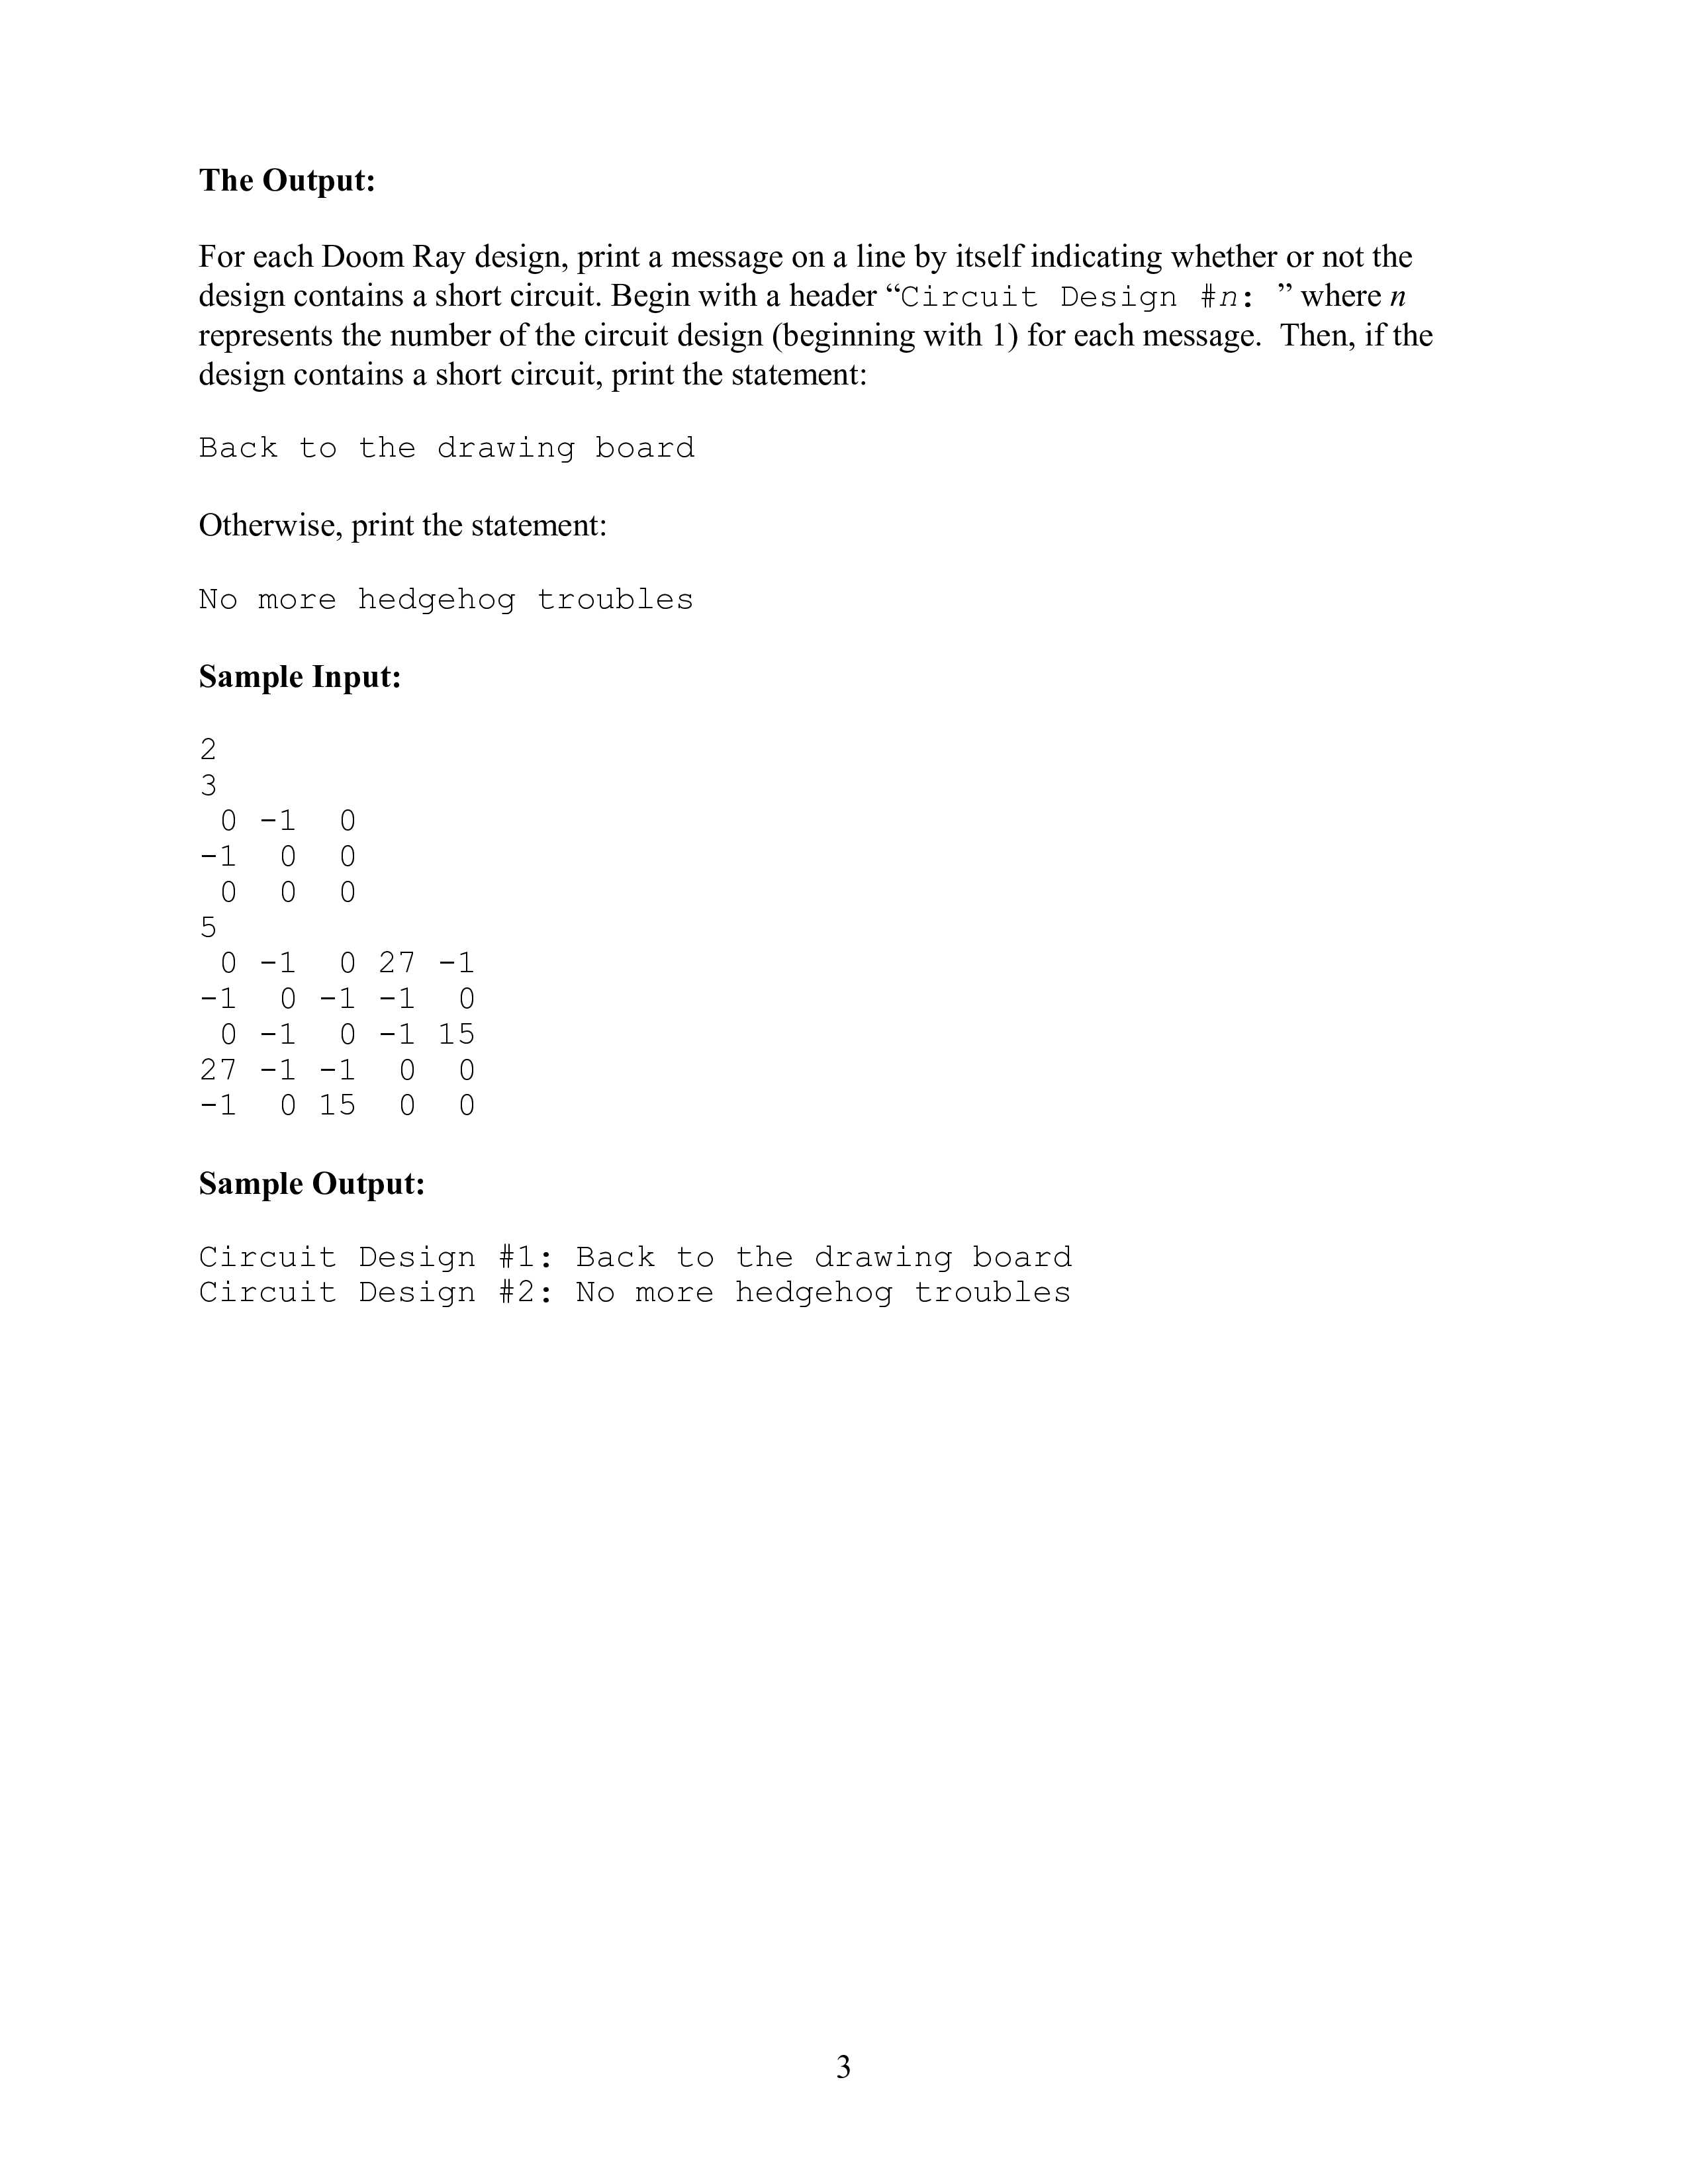 The Output:
For each Doom Ray design, print a message on a line by itself indicating whether or not the
design contains a short circuit. Begin with a header “Circuit Design #n: ” where n
represents the number of the circuit design (beginning with 1) for each message.  Then, if the
design contains a short circuit, print the statement:
Back to the drawing board
Otherwise, print the statement:
No more hedgehog troubles
Sample Input:
2
3
 0 -1  0
-1  0  0
 0  0  0
5
 0 -1  0 27 -1
-1  0 -1 -1  0
 0 -1  0 -1 15
27 -1 -1  0  0
-1  0 15  0  0
Sample Output:
Circuit Design #1: Back to the drawing board
Circuit Design #2: No more hedgehog troubles
3